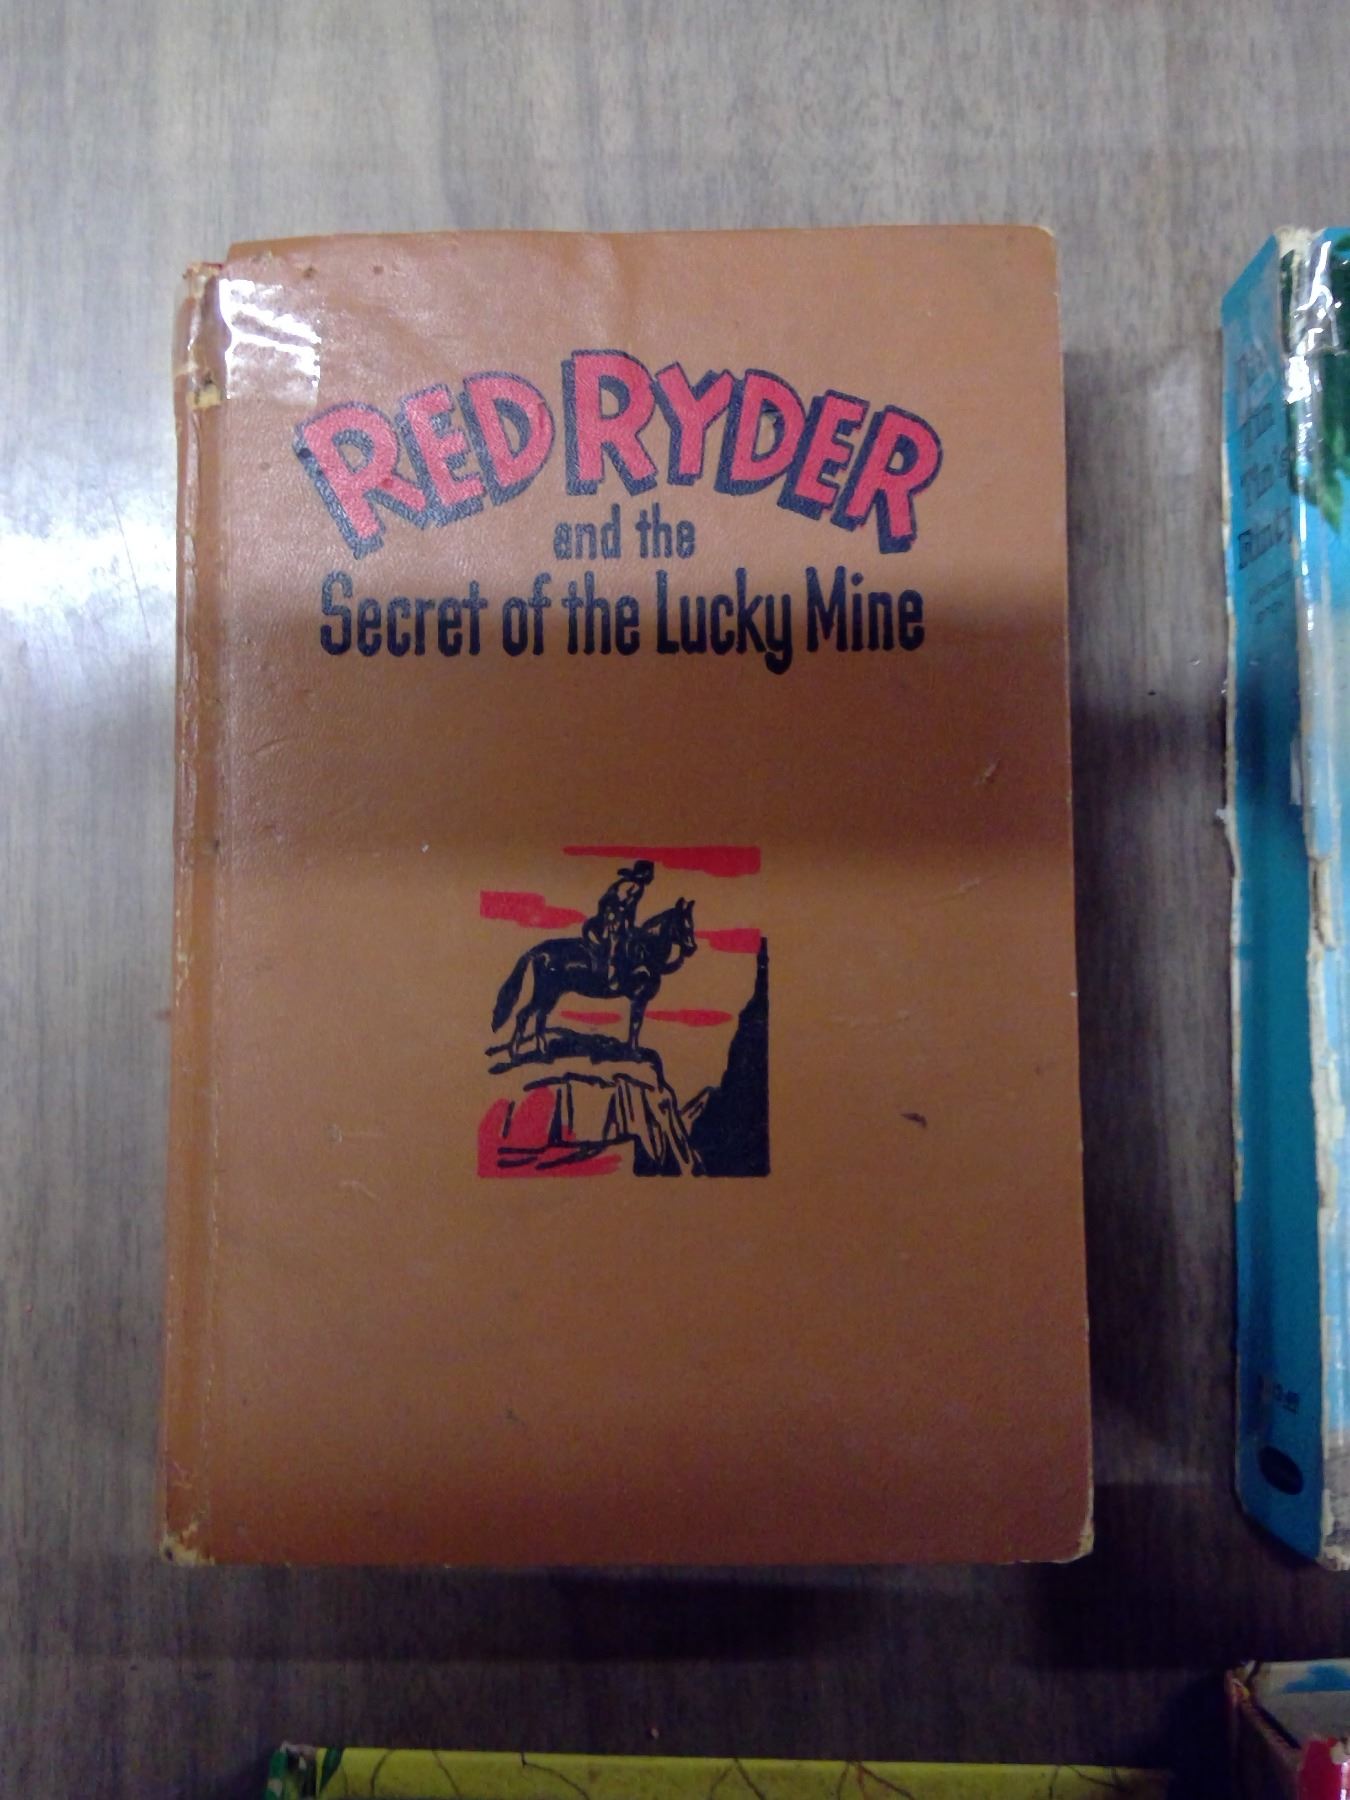 RED RYDER
and the
Secret of the Lucky Mine